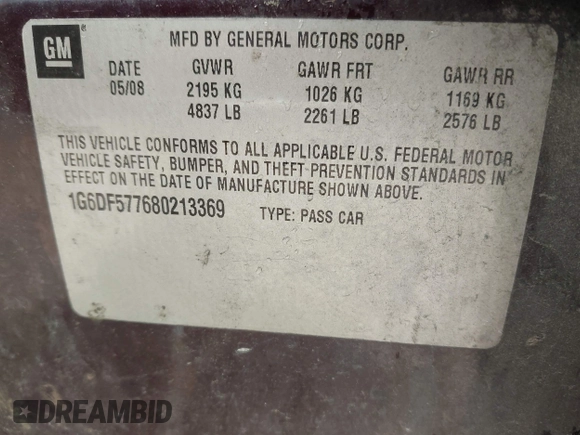 GM
MFD BY GENERAL MOTORS CORP.
DATE GVWR GAWR FRT GAWR RR
05/08 2195 KG 1026 KG 1169 KG
4837 LB 2261 LB 2576 LB
THIS VEHICLE CONFORMS TO ALL APPLICABLE U.S. FEDERAL MOTOR
VEHICLE SAFETY, BUMPER, AND THEFT PREVENTION STANDARDS IN
EFFECT ON THE DATE OF MANUFACTURE SHOWN ABOVE.
1G6DF577680213369 TYPE: PASS CAR
DREAMBID